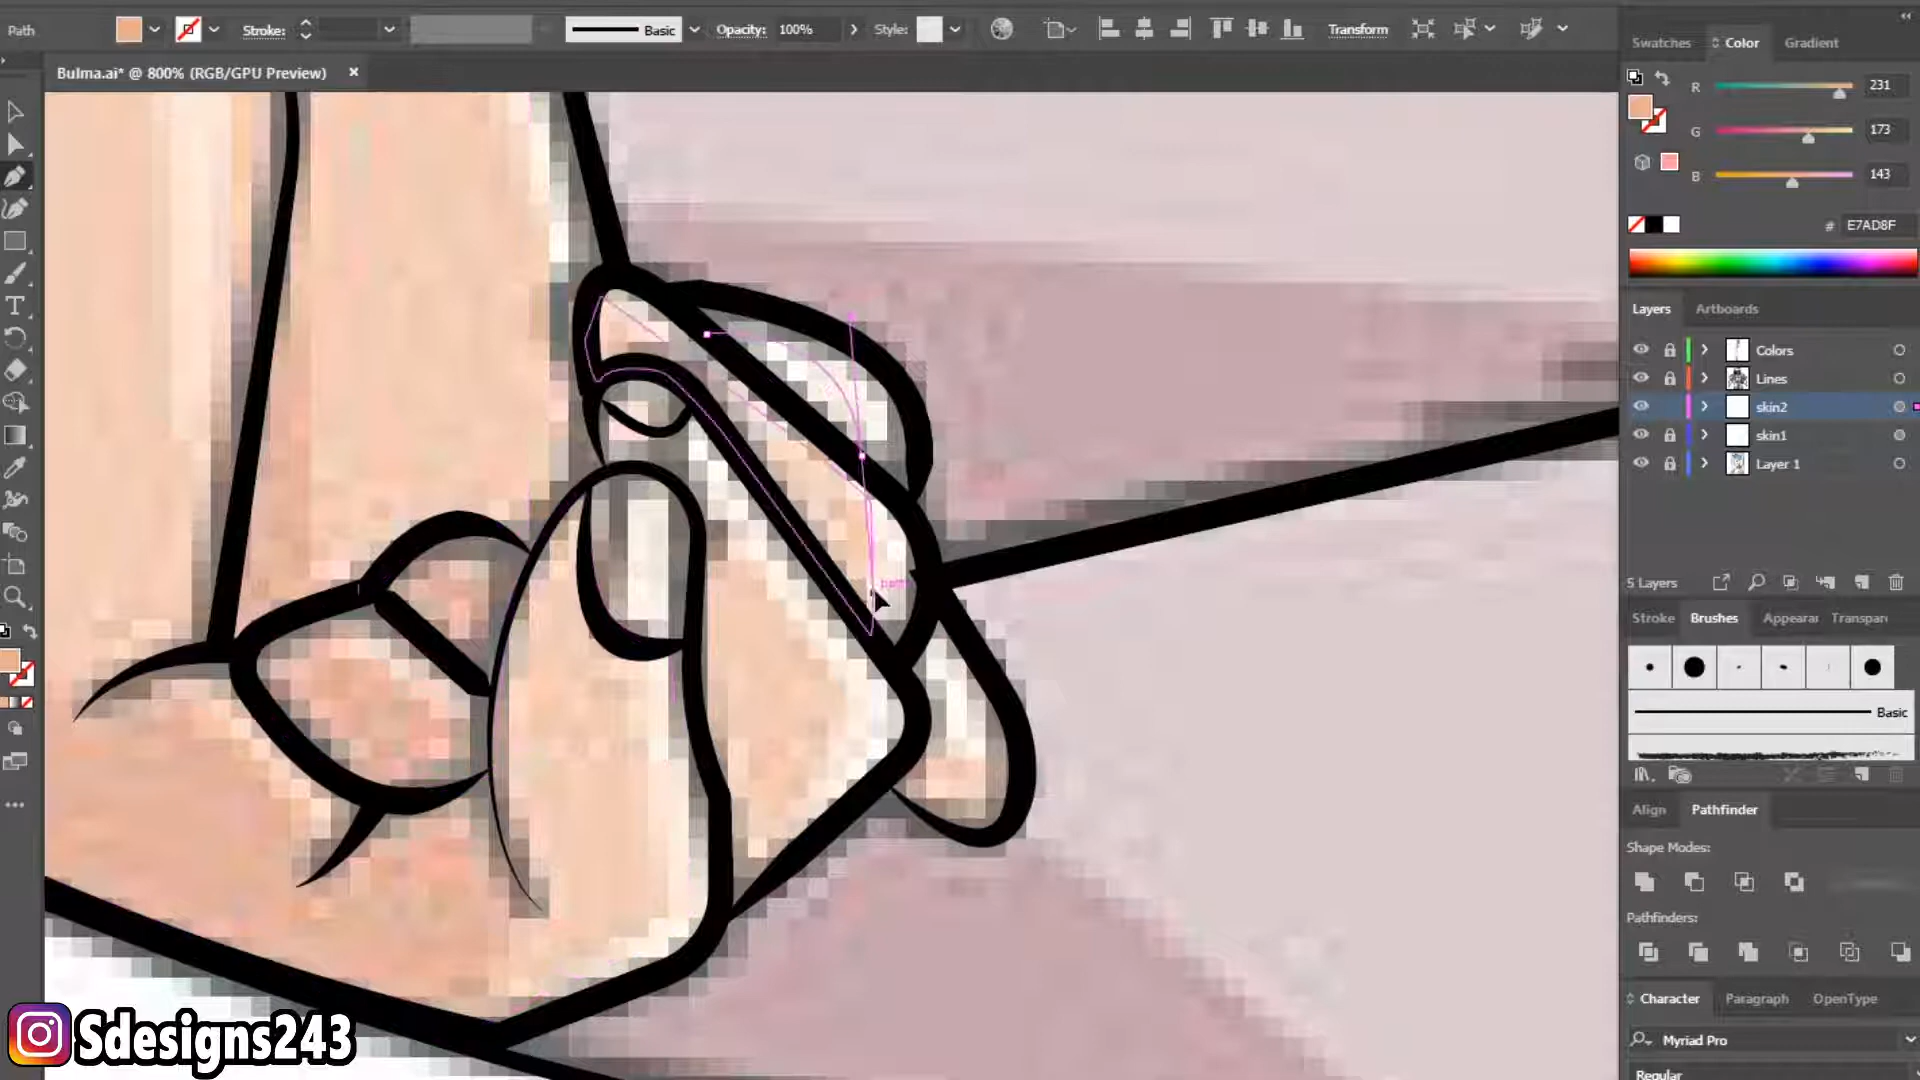 Path
Stroke:
Basic
Opacity:
100%
Style:
Transform
Bulma.ai* @ 800% (RGB/GPU Preview)
Swatches
Color
Gradient
R
231
G
173
B
143
# E7AD8F
Layers
Artboards
Colors
Lines
skin2
skin1
Layer 1
5 Layers
Stroke
Brushes
Appear
Transpar
Basic
Align
Pathfinder
Shape Modes:
Pathfinders:
Character
Paragraph
OpenType
Myriad Pro
Regular
Sdesigns243